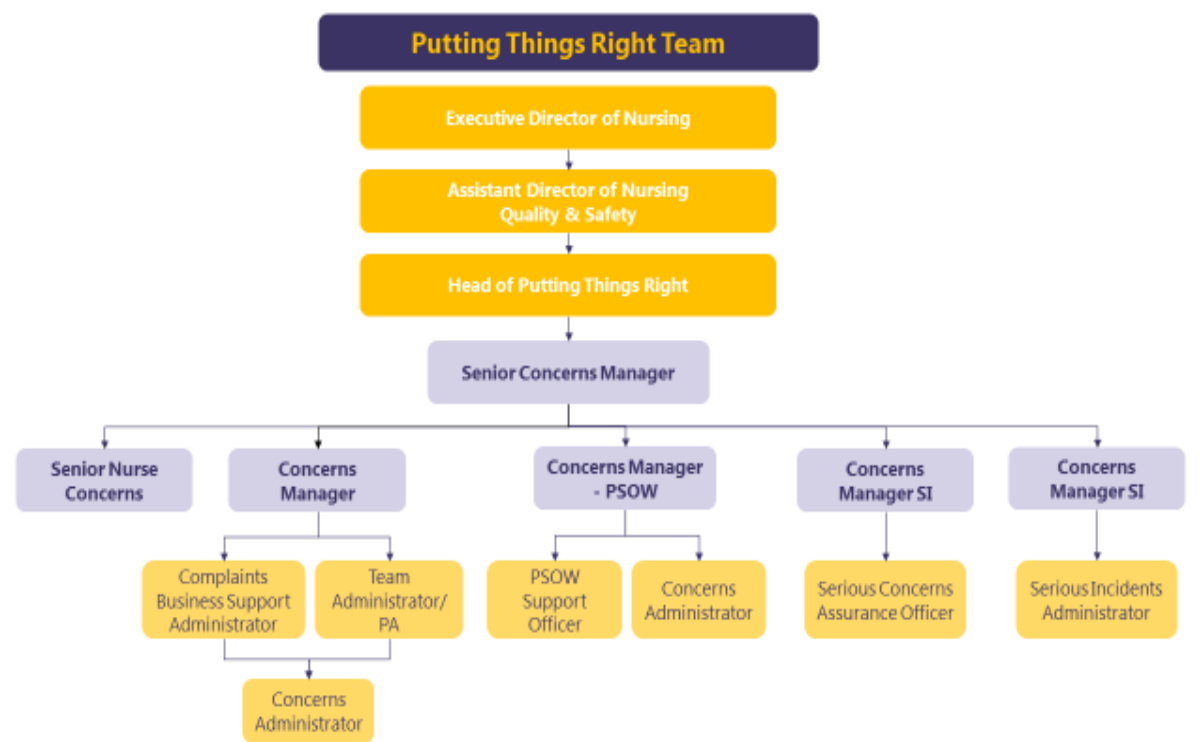 Putting Things Right Team
Executive Director of Nursing
Assistant Director of Nursing
Quality & Safety
Head of Putting Things Right
Senior Concerns Manager
Senior Nurse
Concerns
Concerns
Manager
Concerns Manager
- PSOW
Concerns
Manager SI
Concerns
Manager SI
Complaints
Business Support
Administrator
Team
Administrator/
PA
PSOW
Support
Officer
Concerns
Administrator
Serious Concerns
Assurance Officer
Serious Incidents
Administrator
Concerns
Administrator